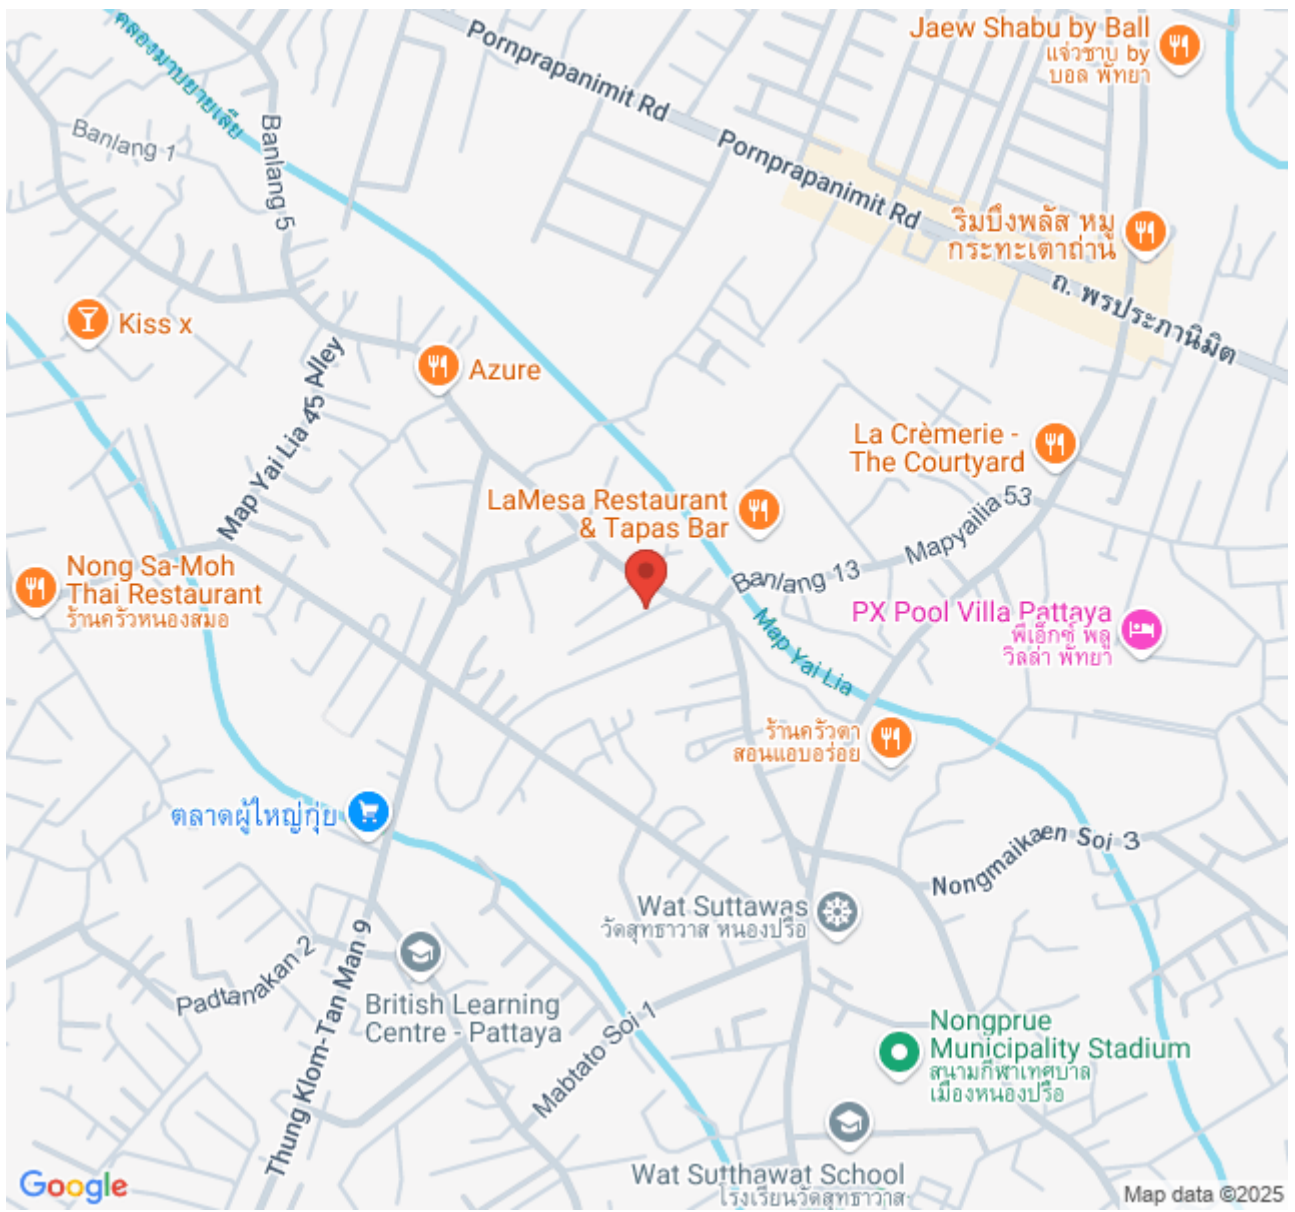 Jaew Shabu by Ball
แจ่วชาบู by
บอล พัทยา
คลองมาบยายเลีย
Pornprapanimit Rd
Banlang 1
Banlang 5
Pornprapanimit Rd
ริมบึงพลัส หมู
กระทะเตาถ่าน
ถ. พรประภานิมิต
Kiss x
Map Yai Lia 45 Alley
Azure
La Crèmerie -
The Courtyard
LaMesa Restaurant
& Tapas Bar
Mapyailia 53
Banlang 13
Nong Sa-Moh
Thai Restaurant
ร้านครัวหนองสมอ
PX Pool Villa Pattaya
พีเอ็กซ์ พลู
วิลล่า พัทยา
Map Yai Lia
ร้านครัวตา
สอนแอบอร่อย
ตลาดผู้ใหญ่กุ่ย
Nongmaikaen Soi 3
Wat Suttawas
วัดสุทธาวาส หนองปรือ
Padtanakan 2
Thung Klom-Tan Man 9
British Learning
Centre - Pattaya
Mabtato Soi 1
Nongprue
Municipality Stadium
สนามกีฬาเทศบาล
เมืองหนองปรือ
Wat Sutthawat School
โรงเรียนวัดสุทธาวาส
Google
Map data ©2025